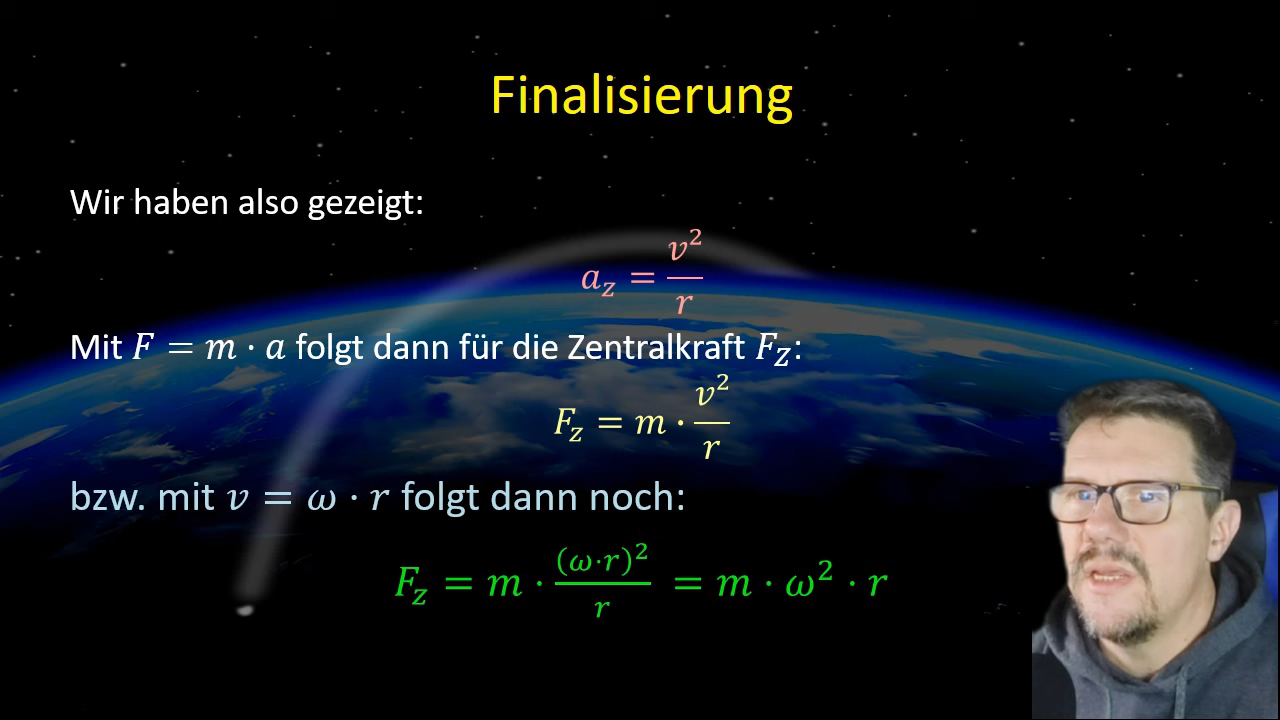 Finalisierung
Wir haben also gezeigt:
a_z = v²/r
Mit F = m · a folgt dann für die Zentralkraft F_Z:
F_z = m · v²/r
bzw. mit v = ω · r folgt dann noch:
F_z = m · (ω·r)²/r = m · ω² · r